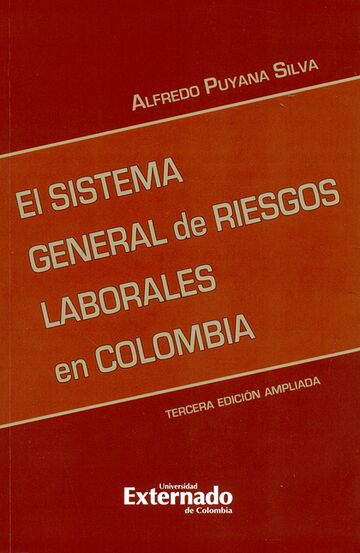 ALFREDO PUYANA SILVA
El SISTEMA
GENERAL de RIESGOS
LABORALES
en COLOMBIA
TERCERA EDICIÓN AMPLIADA
Universidad
Externado
de Colombia